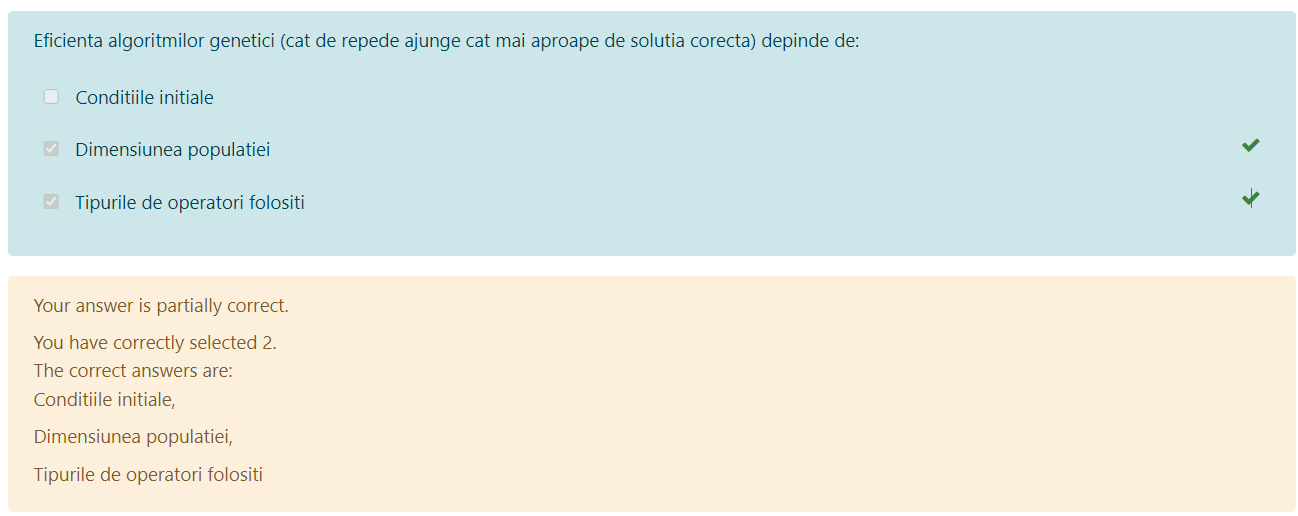 Eficienta algoritmilor genetici (cat de repede ajunge cat mai aproape de solutia corecta) depinde de:
Conditiile initiale
Dimensiunea populatiei
Tipurile de operatori folositi
Your answer is partially correct.
You have correctly selected 2.
The correct answers are:
Conditiile initiale,
Dimensiunea populatiei,
Tipurile de operatori folositi